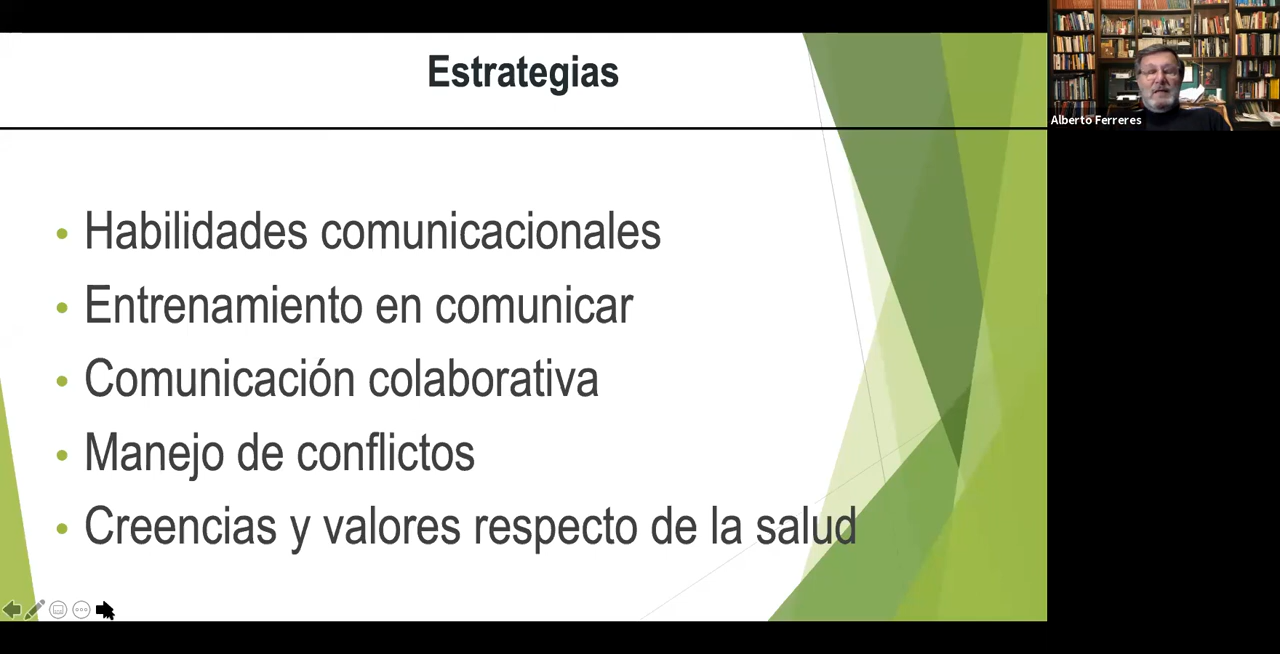 Estrategias
Alberto Ferreres
• Habilidades comunicacionales
• Entrenamiento en comunicar
• Comunicación colaborativa
• Manejo de conflictos
• Creencias y valores respecto de la salud